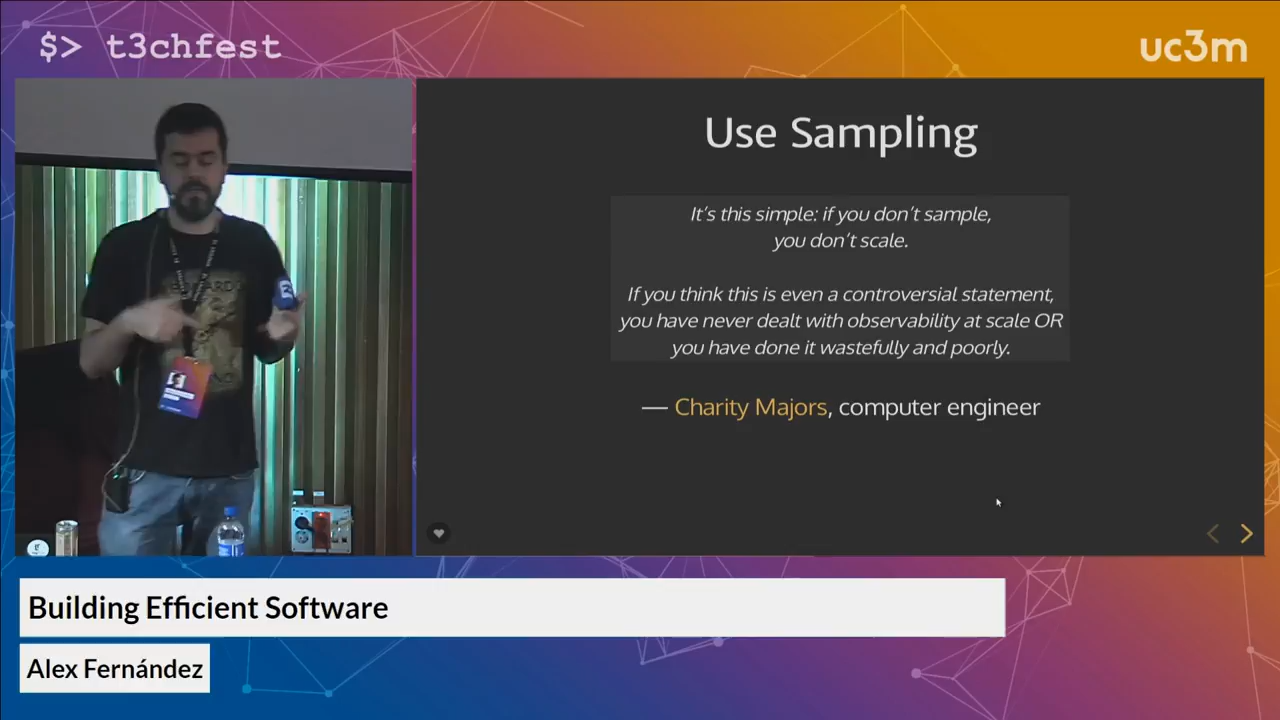 $> t3chfest
uc3m
Use Sampling
It's this simple: if you don't sample,
you don't scale.
If you think this is even a controversial statement,
you have never dealt with observability at scale OR
you have done it wastefully and poorly.
— Charity Majors, computer engineer
Building Efficient Software
Alex Fernández